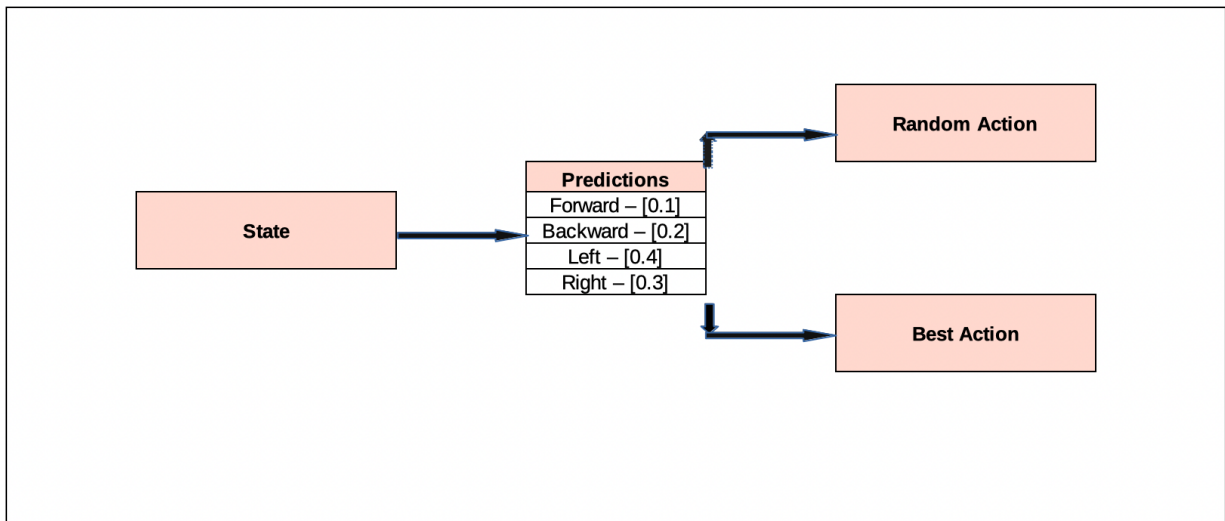 State
Predictions
Forward – [0.1]
Backward – [0.2]
Left – [0.4]
Right – [0.3]
Random Action
Best Action